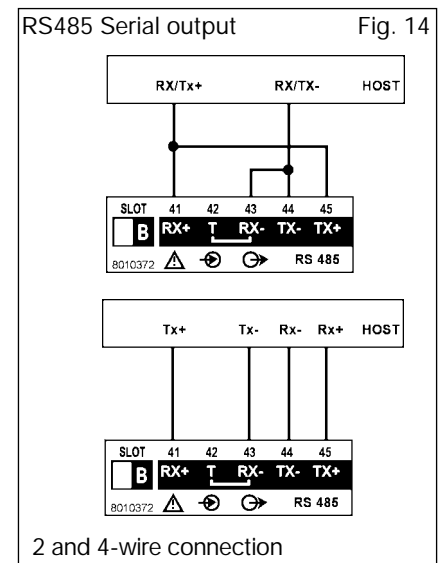 RS485 Serial output Fig. 14
RX/Tx+ RX/TX- HOST
SLOT 41 42 43 44 45
B RX+ T RX- TX- TX+
8010372 RS 485
Tx+ Tx- Rx- Rx+ HOST
SLOT 41 42 43 44 45
B RX+ T RX- TX- TX+
8010372 RS 485
2 and 4-wire connection